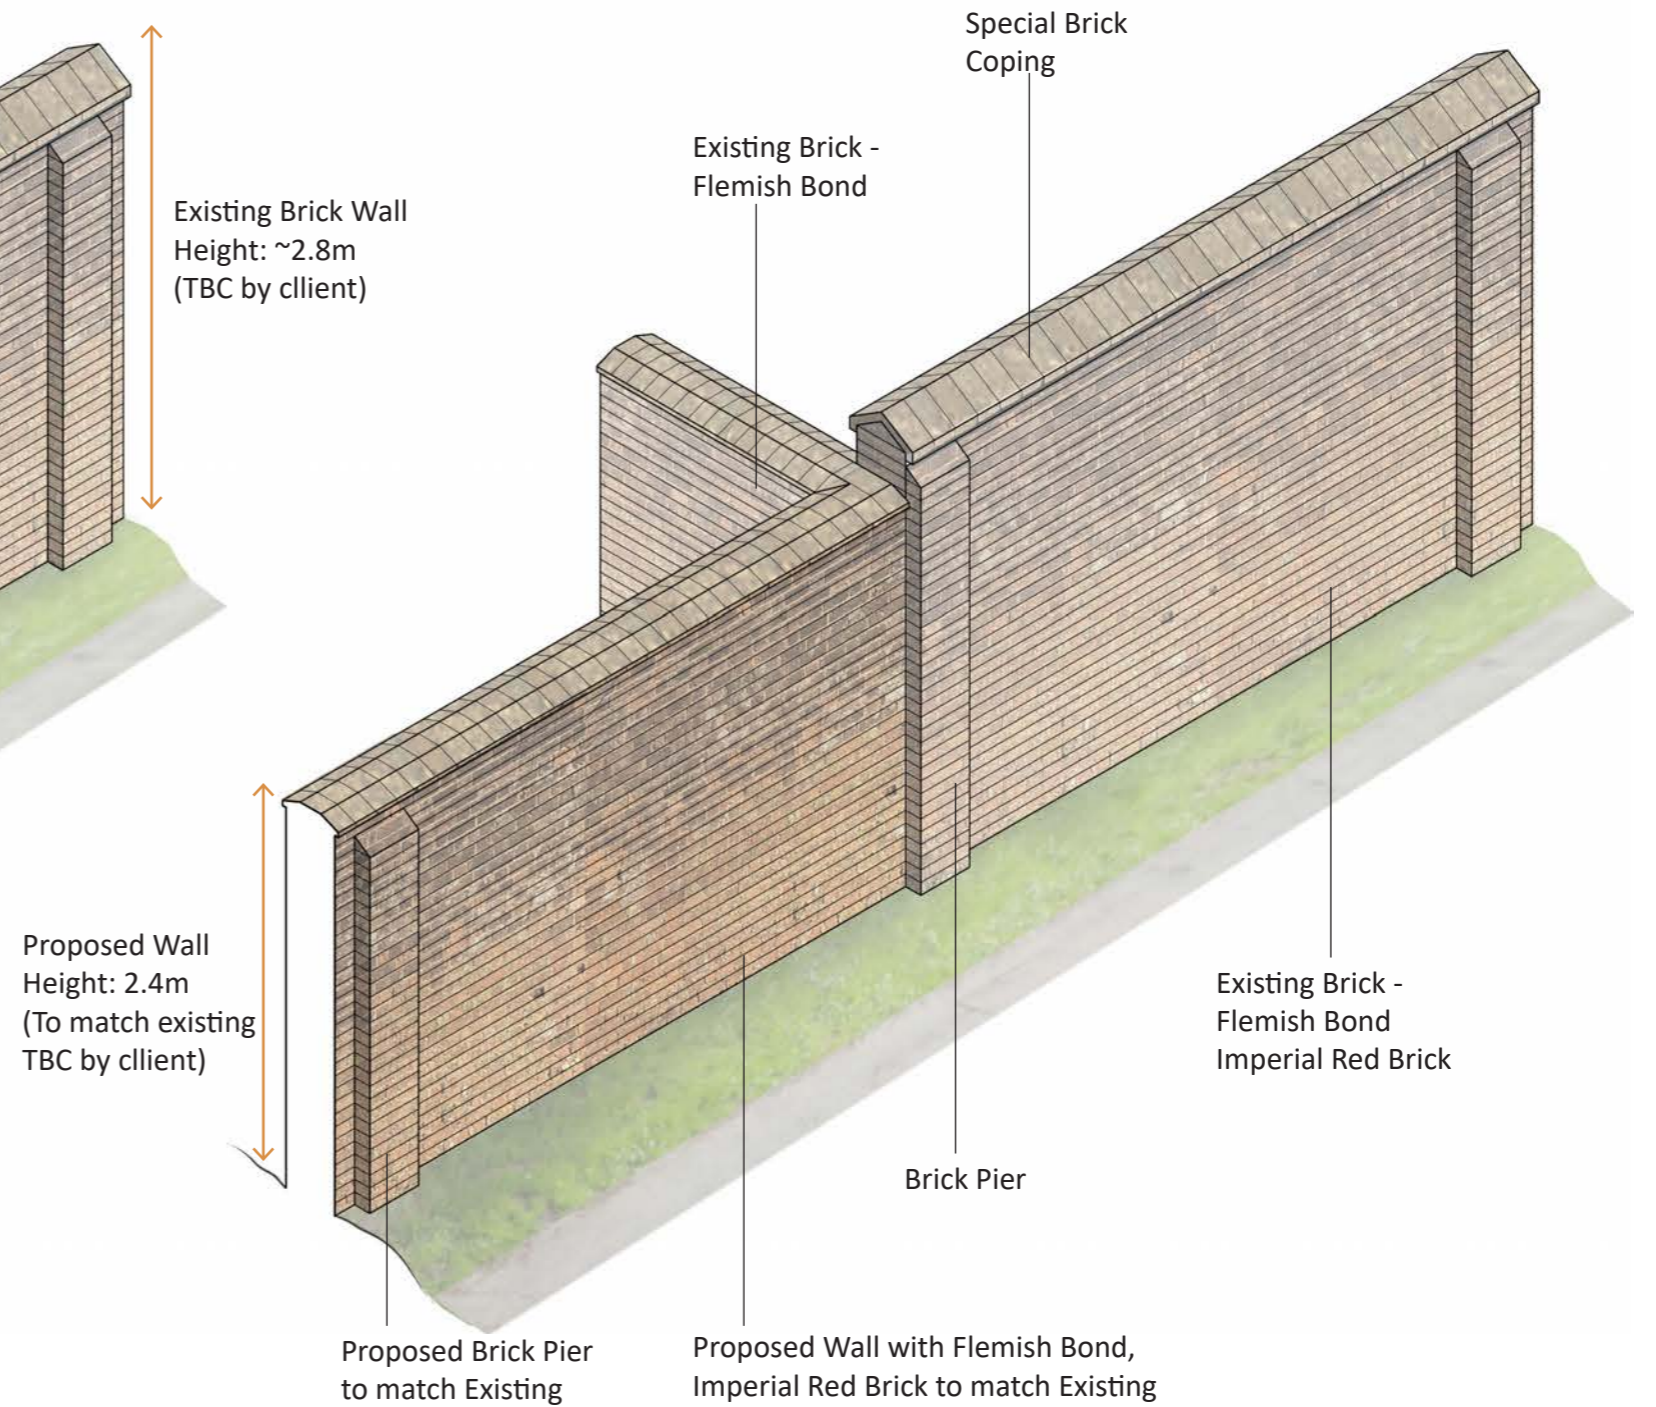 Special Brick
Coping
Existing Brick -
Flemish Bond
Existing Brick Wall
Height: ~2.8m
(TBC by cllient)
Proposed Wall
Height: 2.4m
(To match existing
TBC by cllient)
Existing Brick -
Flemish Bond
Imperial Red Brick
Brick Pier
Proposed Brick Pier
to match Existing
Proposed Wall with Flemish Bond,
Imperial Red Brick to match Existing